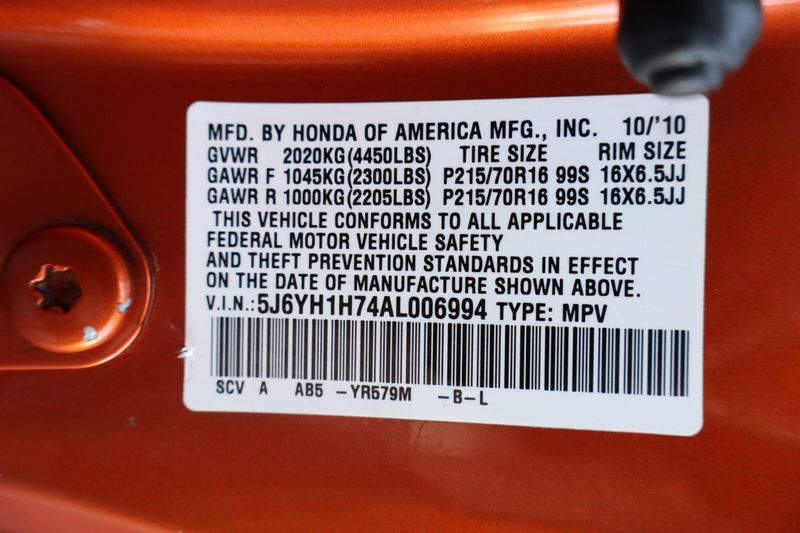 MFD. BY HONDA OF AMERICA MFG., INC. 10/'10
GVWR 2020KG(4450LBS) TIRE SIZE RIM SIZE
GAWR F 1045KG(2300LBS) P215/70R16 99S 16X6.5JJ
GAWR R 1000KG(2205LBS) P215/70R16 99S 16X6.5JJ
THIS VEHICLE CONFORMS TO ALL APPLICABLE
FEDERAL MOTOR VEHICLE SAFETY
AND THEFT PREVENTION STANDARDS IN EFFECT
ON THE DATE OF MANUFACTURE SHOWN ABOVE.
V.I.N.:5J6YH1H74AL006994 TYPE: MPV
SCV A AB5 -YR579M -B-L